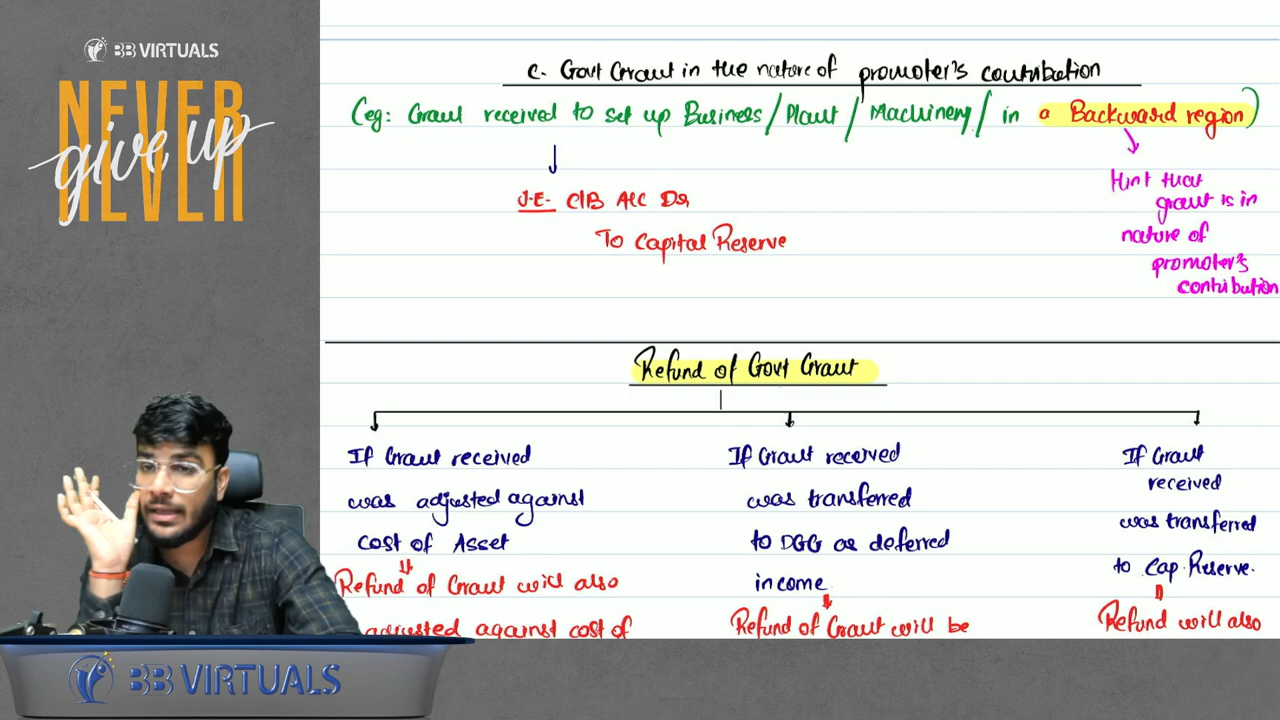 BB VIRTUALS
NEVER
give up
NEVER
C. Govt Grant in the nature of promoter's contribution
(eg: Grant received to set up Business/Plant/Machinery/ in a Backward region)
J.E. C/B A/C Dr
To Capital Reserve
Hint that
grant is in
nature of
promoter's
contribution
Refund of Govt Grant
If Grant received
was adjusted against
cost of Asset
Refund of Grant will also
adjusted against cost of
If Grant received
was transferred
to DGG as deferred
income
Refund of Grant will be
If Grant
received
was transferred
to Cap. Reserve.
Refund will also
BB VIRTUALS